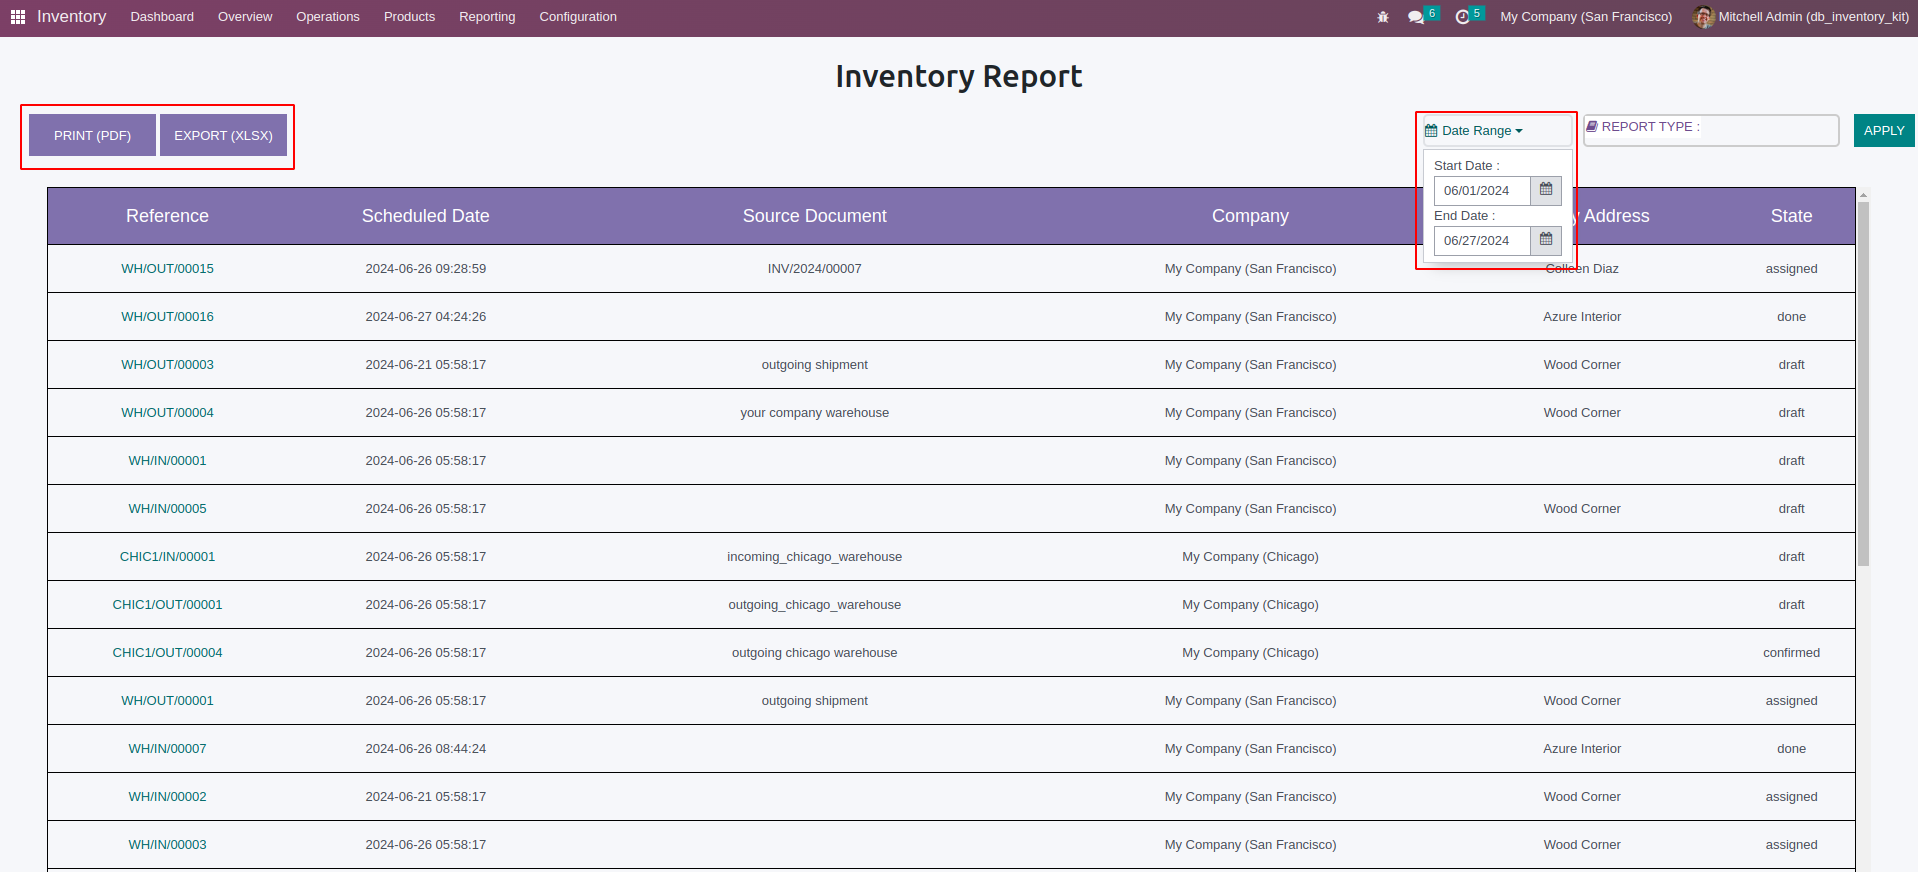 Inventory Dashboard Overview Operations Products Reporting Configuration 6 5 My Company (San Francisco) Mitchell Admin (db_inventory_kit)
Inventory Report
PRINT (PDF) EXPORT (XLSX) Date Range REPORT TYPE : APPLY
Start Date :
06/01/2024
End Date :
06/27/2024
Reference Scheduled Date Source Document Company y Address State
WH/OUT/00015 2024-06-26 09:28:59 INV/2024/00007 My Company (San Francisco) Colleen Diaz assigned
WH/OUT/00016 2024-06-27 04:24:26 My Company (San Francisco) Azure Interior done
WH/OUT/00003 2024-06-21 05:58:17 outgoing shipment My Company (San Francisco) Wood Corner draft
WH/OUT/00004 2024-06-26 05:58:17 your company warehouse My Company (San Francisco) Wood Corner draft
WH/IN/00001 2024-06-26 05:58:17 My Company (San Francisco) draft
WH/IN/00005 2024-06-26 05:58:17 My Company (San Francisco) Wood Corner draft
CHIC1/IN/00001 2024-06-26 05:58:17 incoming_chicago_warehouse My Company (Chicago) draft
CHIC1/OUT/00001 2024-06-26 05:58:17 outgoing_chicago_warehouse My Company (Chicago) draft
CHIC1/OUT/00004 2024-06-26 05:58:17 outgoing chicago warehouse My Company (Chicago) confirmed
WH/OUT/00001 2024-06-26 05:58:17 outgoing shipment My Company (San Francisco) Wood Corner assigned
WH/IN/00007 2024-06-26 08:44:24 My Company (San Francisco) Azure Interior done
WH/IN/00002 2024-06-21 05:58:17 My Company (San Francisco) Wood Corner assigned
WH/IN/00003 2024-06-26 05:58:17 My Company (San Francisco) Wood Corner assigned